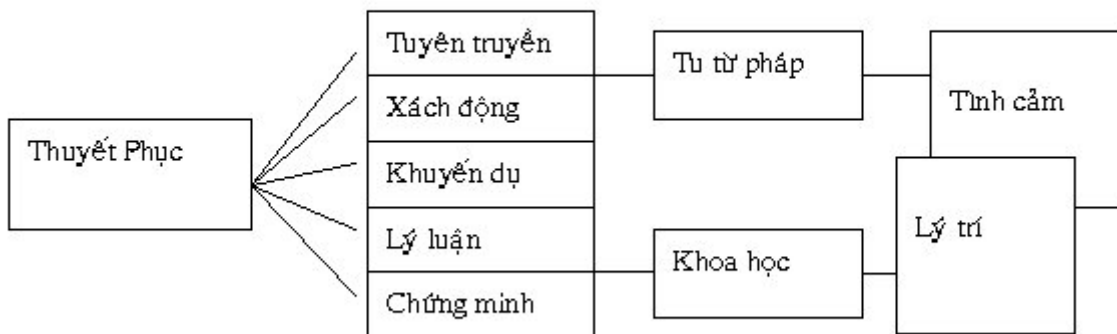 Thuyết Phục
Tuyên truyền
Xách động
Khuyến dụ
Lý luận
Chứng minh
Tu từ pháp
Khoa học
Tình cảm
Lý trí